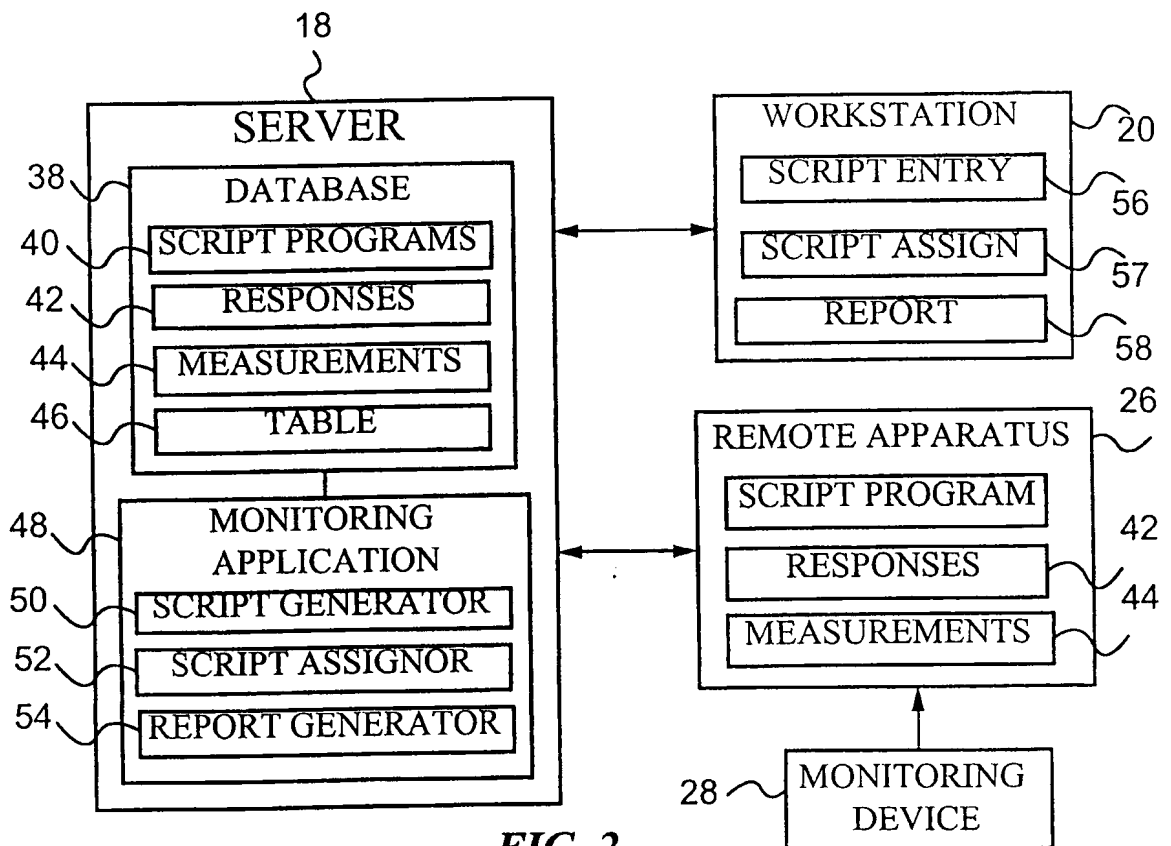 18
SERVER
38
DATABASE
40
SCRIPT PROGRAMS
42
RESPONSES
44
MEASUREMENTS
46
TABLE
48
MONITORING
APPLICATION
50
SCRIPT GENERATOR
52
SCRIPT ASSIGNOR
54
REPORT GENERATOR
WORKSTATION
20
SCRIPT ENTRY
56
SCRIPT ASSIGN
57
REPORT
58
26
REMOTE APPARATUS
SCRIPT PROGRAM
42
RESPONSES
44
MEASUREMENTS
28
MONITORING
DEVICE
FIG. 2